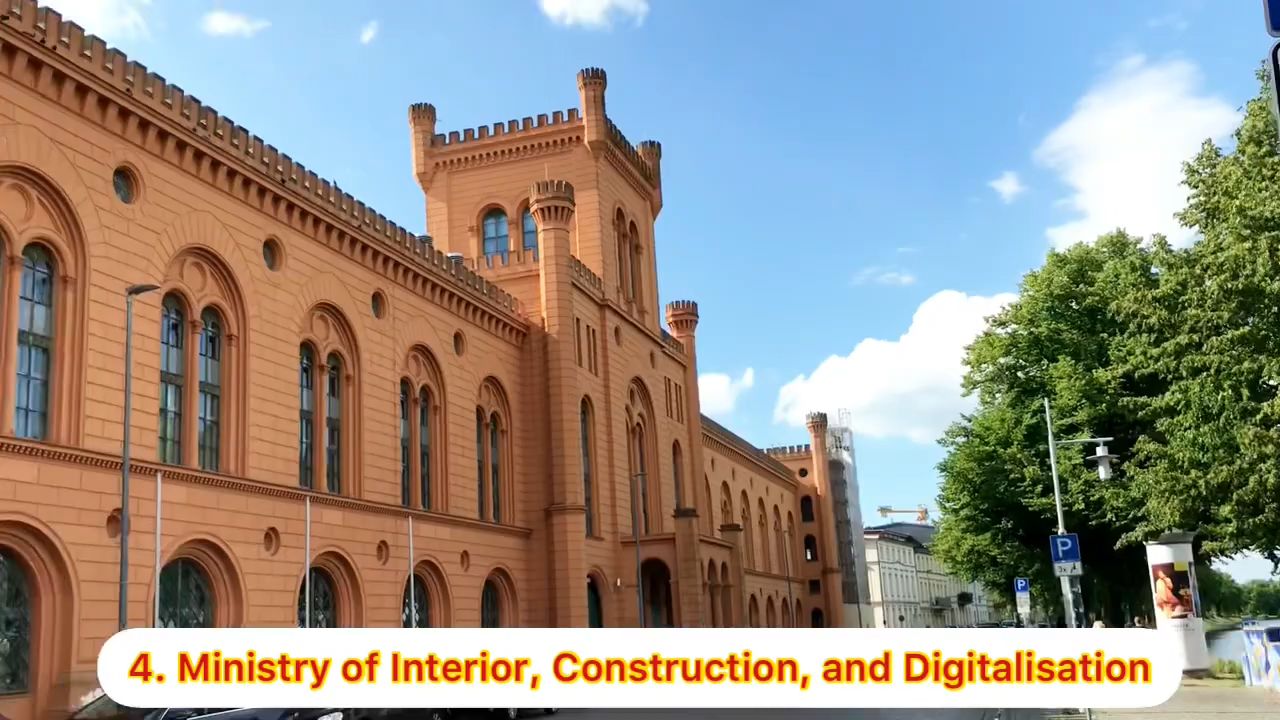 P
P
4. Ministry of Interior, Construction, and Digitalisation